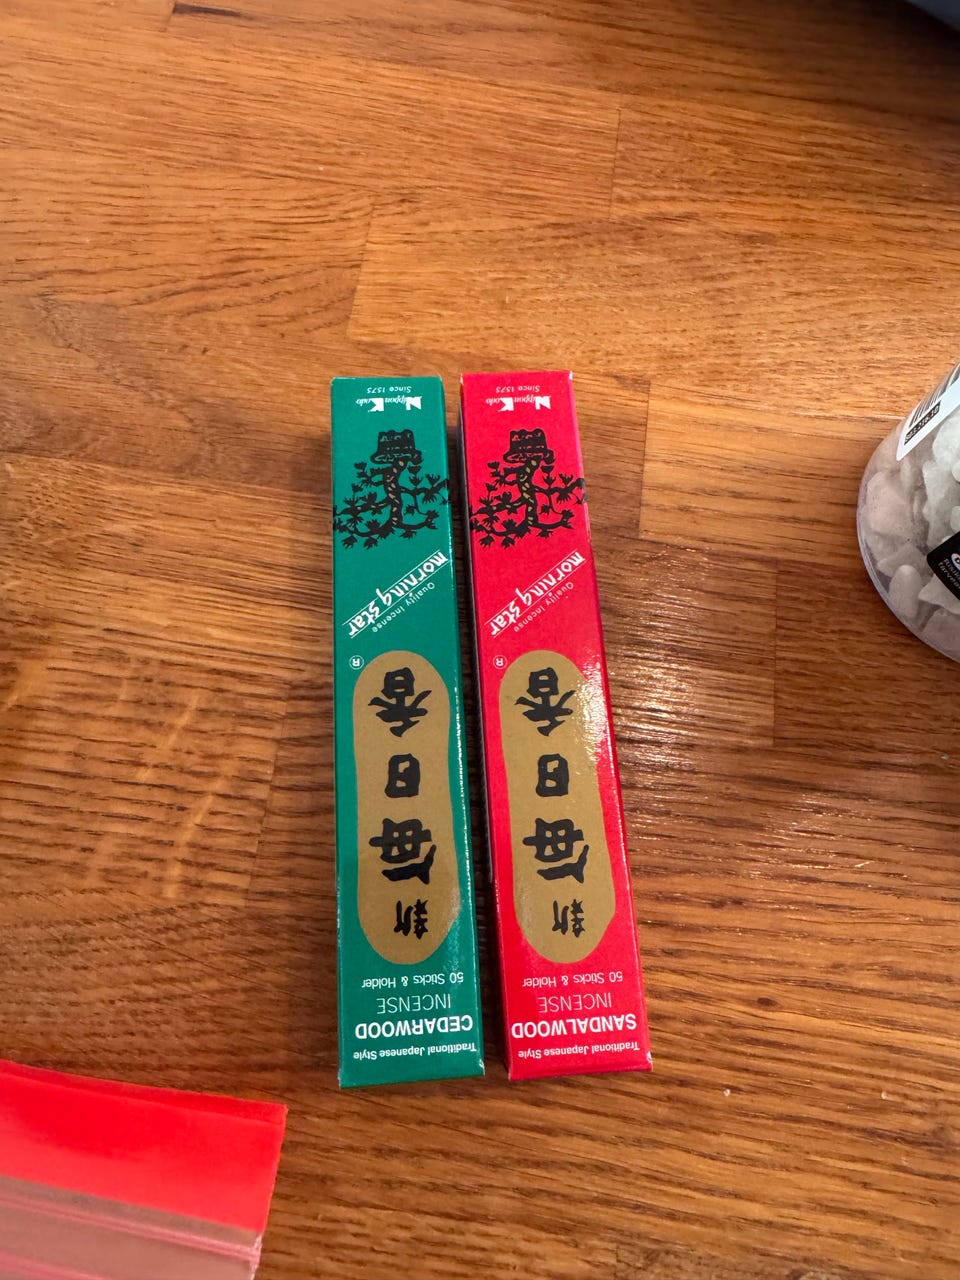 Traditional Japanese Style
CEDARWOOD
INCENSE
50 Sticks & Holder
新毎日香
®
morning star
Quality Incense
Nippon Kodo
Since 1575
Traditional Japanese Style
SANDALWOOD
INCENSE
50 Sticks & Holder
新毎日香
®
morning star
Quality Incense
Nippon Kodo
Since 1575